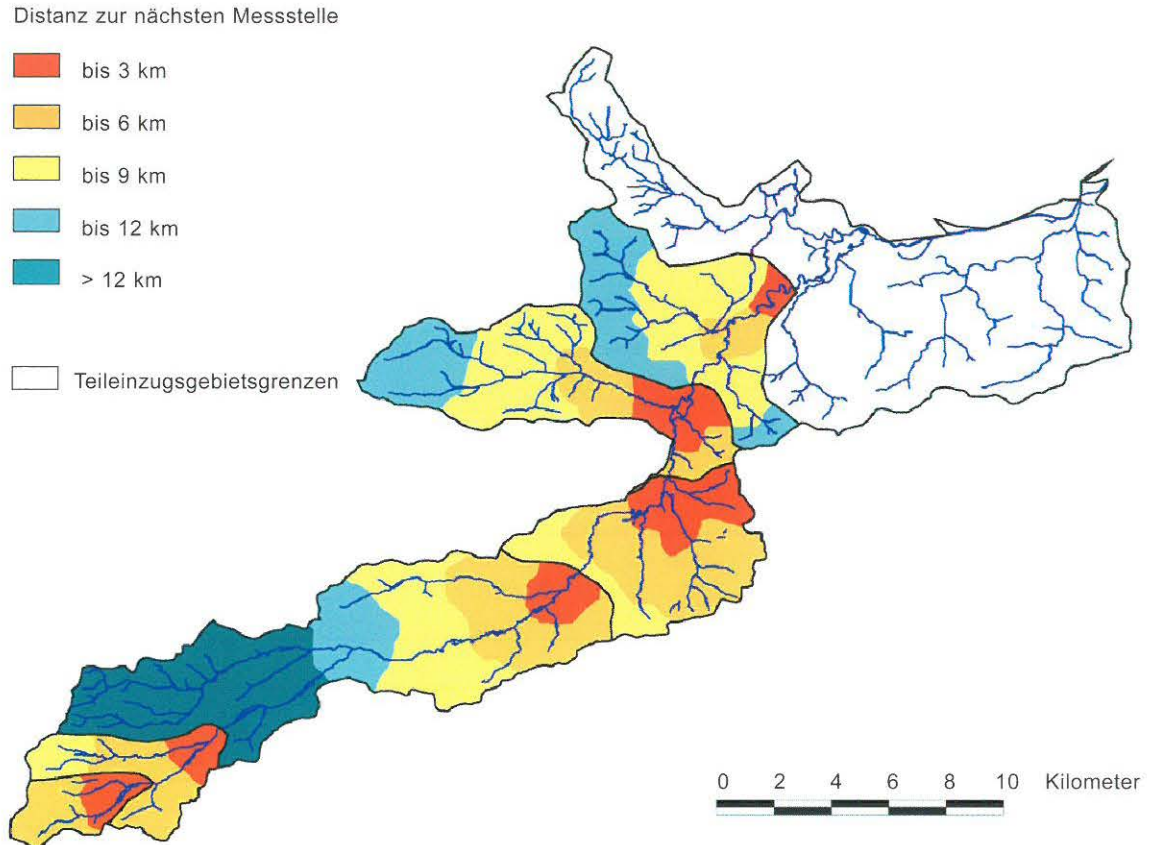 Distanz zur nächsten Messstelle
bis 3 km
bis 6 km
bis 9 km
bis 12 km
> 12 km
Teileinzugsgebietsgrenzen
0 2 4 6 8 10 Kilometer